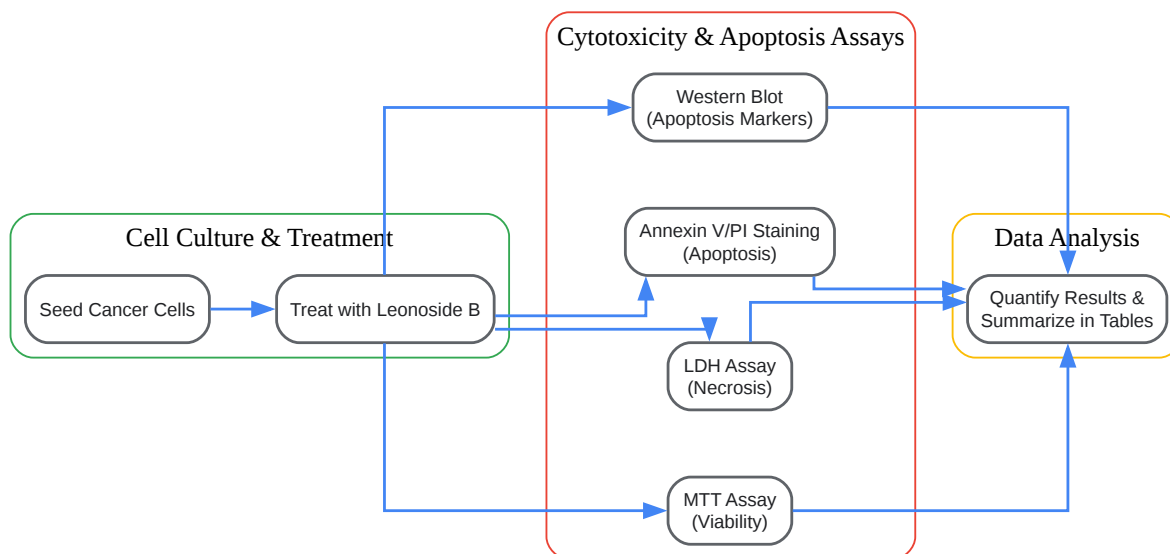 Cytotoxicity & Apoptosis Assays
Western Blot
(Apoptosis Markers)
Cell Culture & Treatment
Seed Cancer Cells
Treat with Leonoside B
Annexin V/PI Staining
(Apoptosis)
LDH Assay
(Necrosis)
MTT Assay
(Viability)
Data Analysis
Quantify Results &
Summarize in Tables